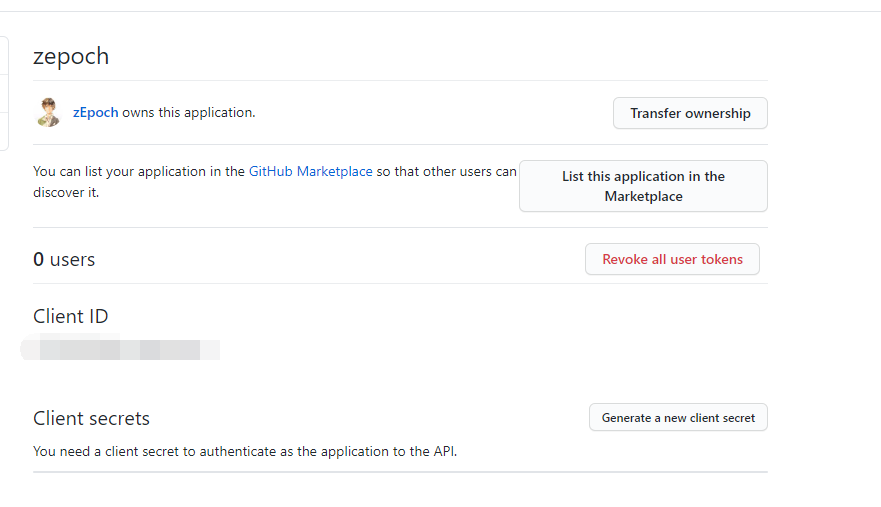 zepoch
zEpoch owns this application.
Transfer ownership
You can list your application in the GitHub Marketplace so that other users can
discover it.
List this application in the
Marketplace
0 users
Revoke all user tokens
Client ID
Client secrets
Generate a new client secret
You need a client secret to authenticate as the application to the API.